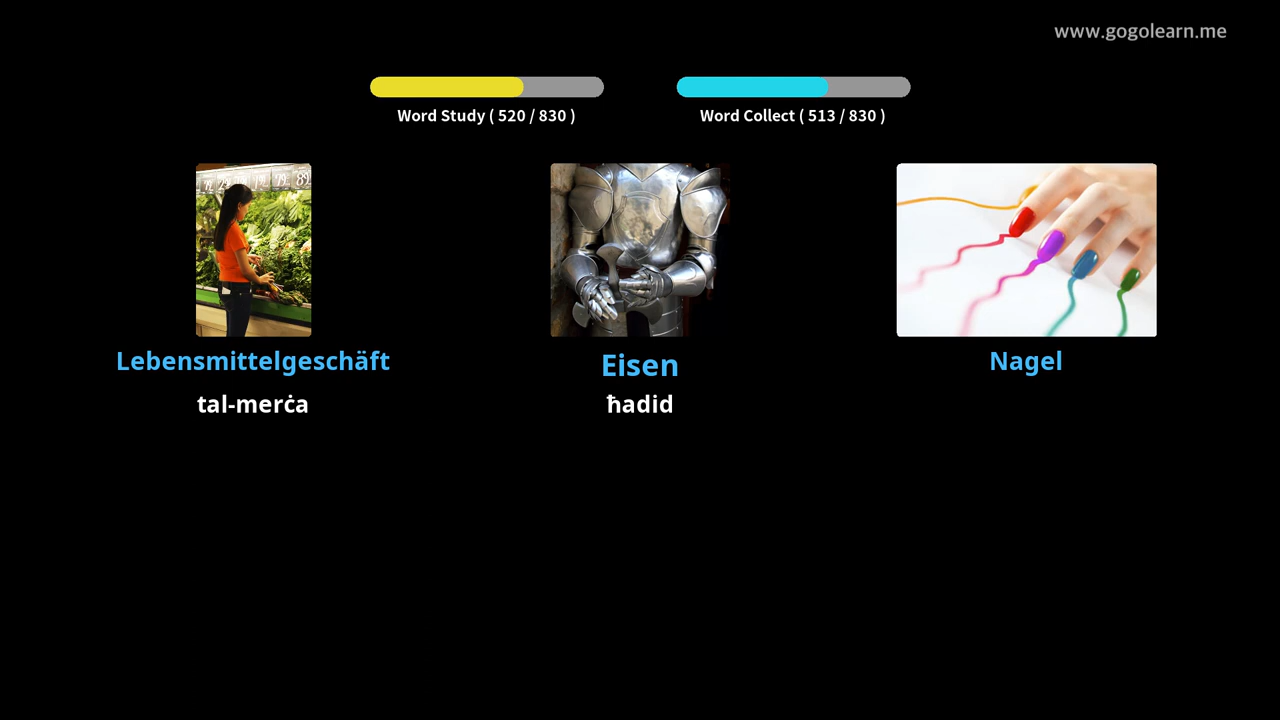 www.gogolearn.me
Word Study ( 520 / 830 )
Word Collect ( 513 / 830 )
Lebensmittelgeschäft
Eisen
Nagel
tal-merċa
ħadid